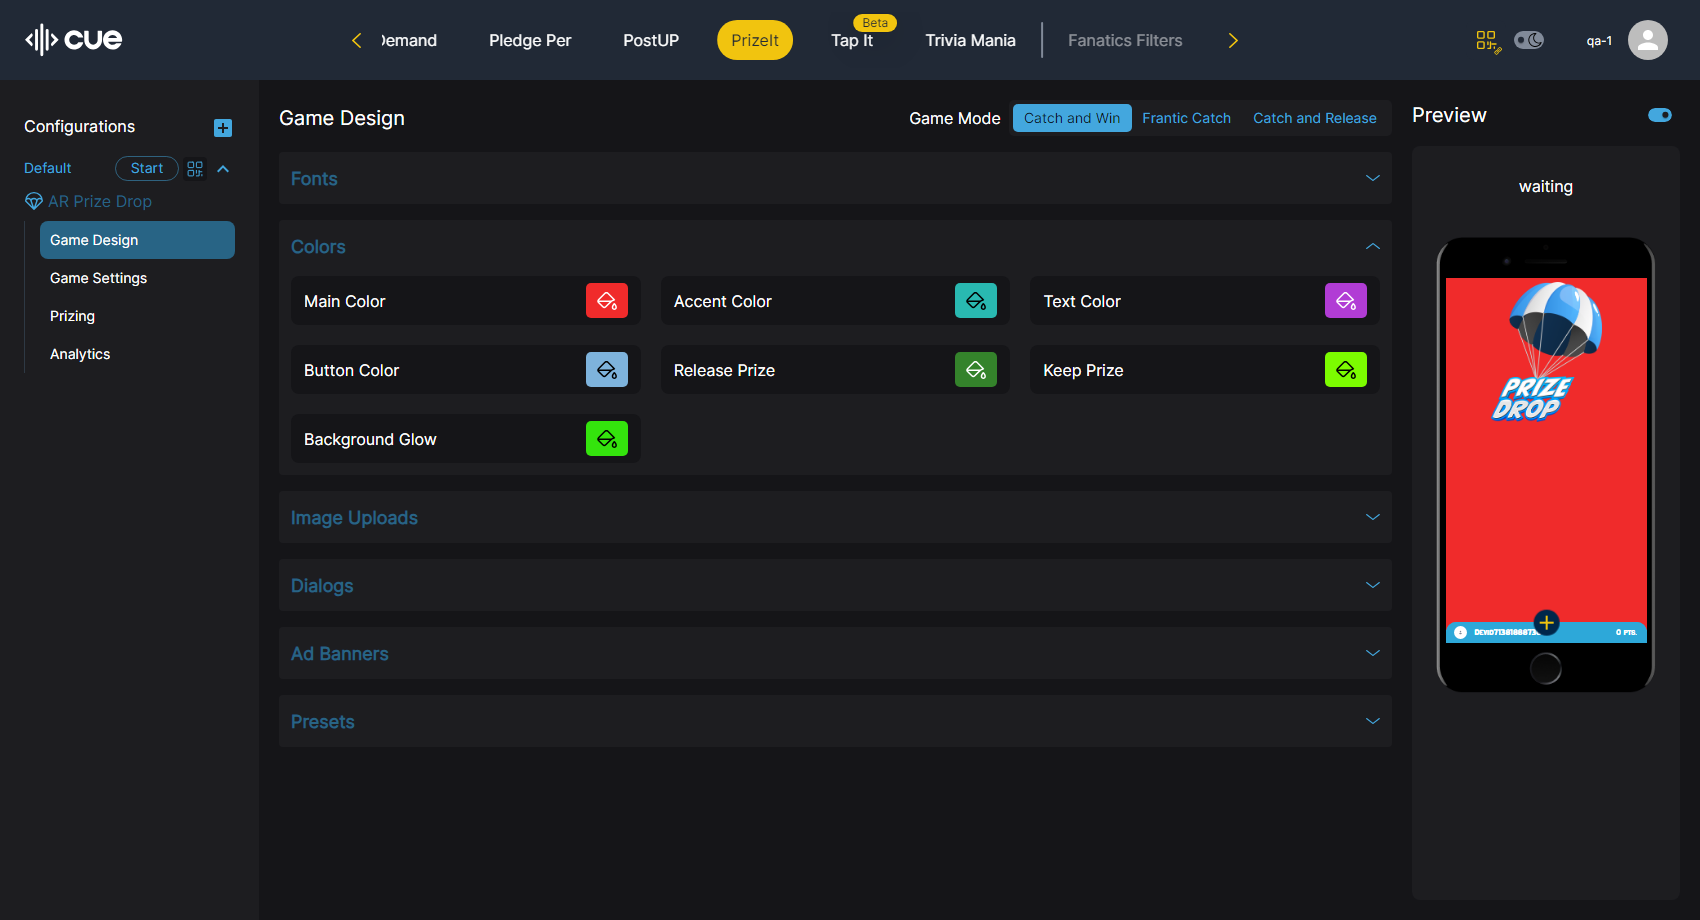 cue
Demand
Pledge Per
PostUP
PrizeIt
Beta
Tap It
Trivia Mania
Fanatics Filters
qa-1
Configurations
Default
Start
AR Prize Drop
Game Design
Game Settings
Prizing
Analytics
Game Design
Game Mode
Catch and Win
Frantic Catch
Catch and Release
Fonts
Colors
Main Color
Accent Color
Text Color
Button Color
Release Prize
Keep Prize
Background Glow
Image Uploads
Dialogs
Ad Banners
Presets
Preview
waiting
PRIZE
DROP
0 PTS.